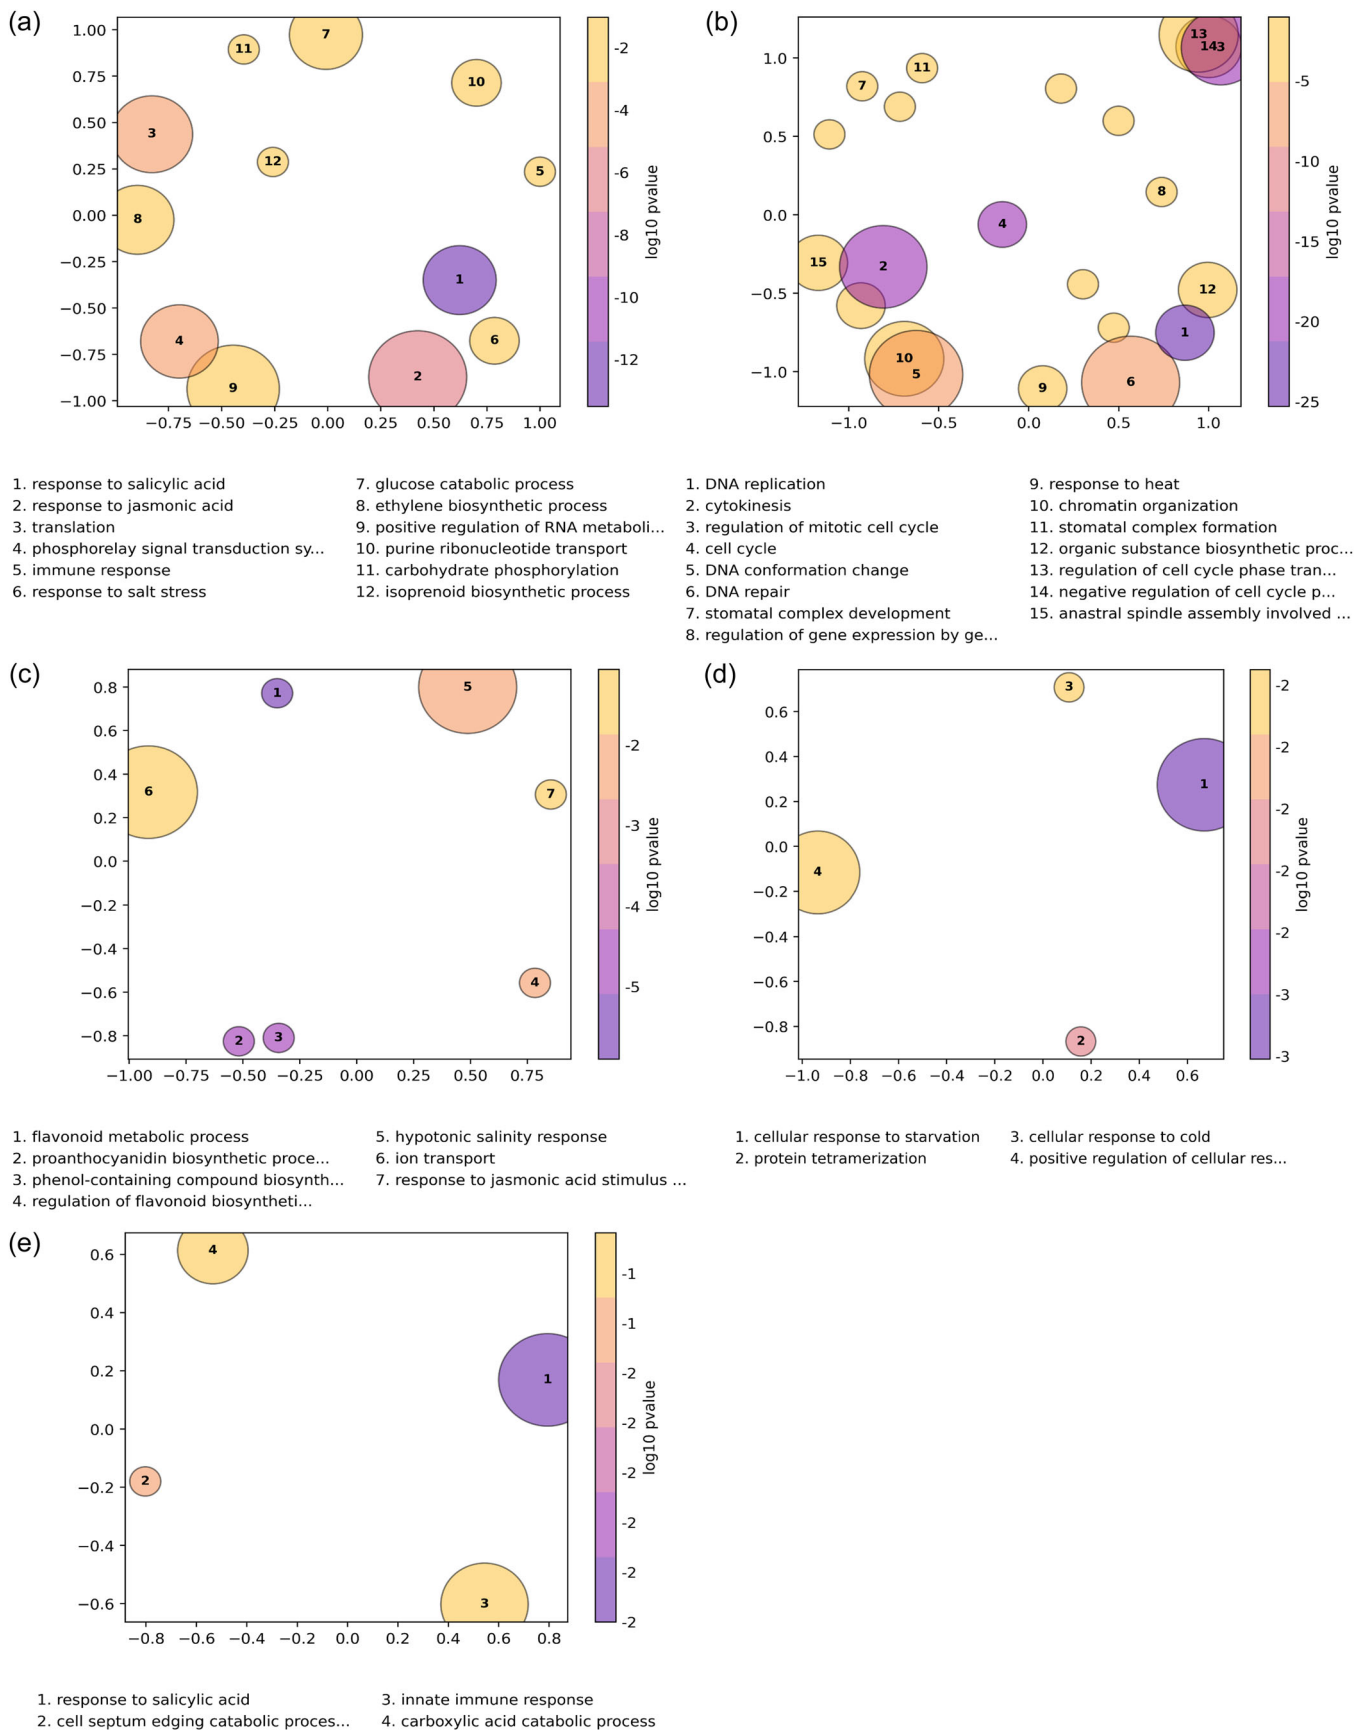 (a)
1.00
0.75
0.50
0.25
0.00
−0.25
−0.50
−0.75
−1.00
7
11
10
3
12
5
8
1
4
6
2
9
−0.75 −0.50 −0.25 0.00 0.25 0.50 0.75 1.00
-2
-4
-6
-8
-10
-12
log10 pvalue
1. response to salicylic acid
2. response to jasmonic acid
3. translation
4. phosphorelay signal transduction sy...
5. immune response
6. response to salt stress
7. glucose catabolic process
8. ethylene biosynthetic process
9. positive regulation of RNA metaboli...
10. purine ribonucleotide transport
11. carbohydrate phosphorylation
12. isoprenoid biosynthetic process
(b)
1.0
0.5
0.0
−0.5
−1.0
13
14
3
11
7
8
4
15
2
12
1
10
5
6
9
−1.0 −0.5 0.0 0.5 1.0
-5
-10
-15
-20
-25
log10 pvalue
1. DNA replication
2. cytokinesis
3. regulation of mitotic cell cycle
4. cell cycle
5. DNA conformation change
6. DNA repair
7. stomatal complex development
8. regulation of gene expression by ge...
9. response to heat
10. chromatin organization
11. stomatal complex formation
12. organic substance biosynthetic proc...
13. regulation of cell cycle phase tran...
14. negative regulation of cell cycle p...
15. anastral spindle assembly involved ...
(c)
0.8
0.6
0.4
0.2
0.0
−0.2
−0.4
−0.6
−0.8
1
5
6
7
4
2
3
−1.00 −0.75 −0.50 −0.25 0.00 0.25 0.50 0.75
-2
-3
-4
-5
log10 pvalue
1. flavonoid metabolic process
2. proanthocyanidin biosynthetic proce...
3. phenol-containing compound biosynth...
4. regulation of flavonoid biosyntheti...
5. hypotonic salinity response
6. ion transport
7. response to jasmonic acid stimulus ...
(d)
0.6
0.4
0.2
0.0
−0.2
−0.4
−0.6
−0.8
3
1
4
2
−1.0 −0.8 −0.6 −0.4 −0.2 0.0 0.2 0.4 0.6
-2
-2
-2
-2
-2
-3
-3
log10 pvalue
1. cellular response to starvation
2. protein tetramerization
3. cellular response to cold
4. positive regulation of cellular res...
(e)
0.6
0.4
0.2
0.0
−0.2
−0.4
−0.6
4
1
2
3
−0.8 −0.6 −0.4 −0.2 0.0 0.2 0.4 0.6 0.8
-1
-1
-2
-2
-2
-2
-2
-2
log10 pvalue
1. response to salicylic acid
2. cell septum edging catabolic proces...
3. innate immune response
4. carboxylic acid catabolic process